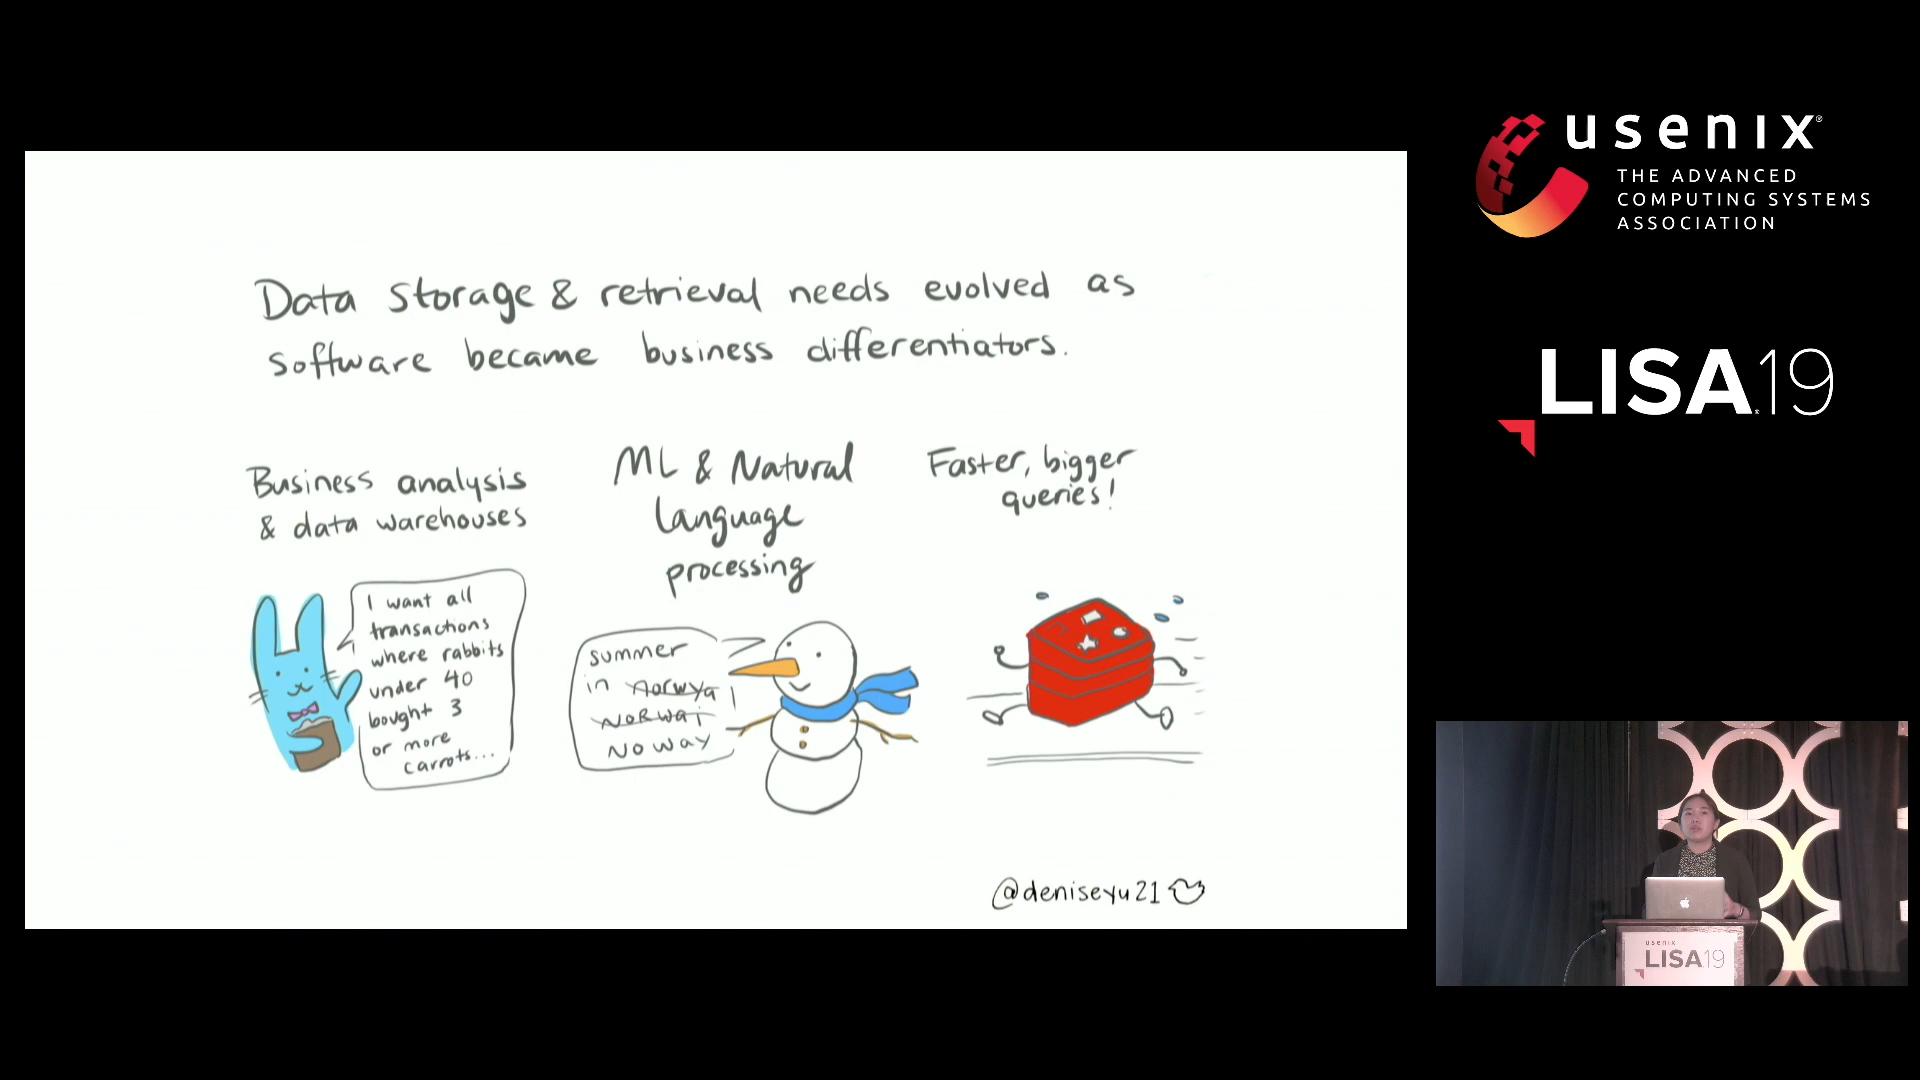 Data storage & retrieval needs evolved as
software became business differentiators.
Business analysis
& data warehouses
I want all
transactions
where rabbits
under 40
bought 3
or more
carrots...
ML & Natural
language
processing
summer
in Norwya
NORWAi
NO WAY
Faster, bigger
queries!
@deniseyu21
usenix®
THE ADVANCED
COMPUTING SYSTEMS
ASSOCIATION
LISA19
usenix
LISA19